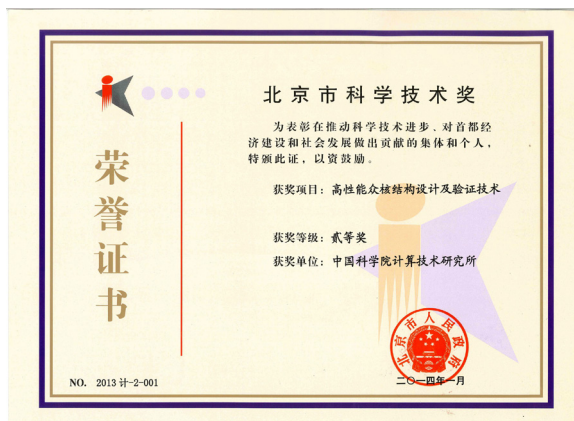 荣誉证书
北京市科学技术奖
为表彰在推动科学技术进步、对首都经
济建设和社会发展做出贡献的集体和个人，
特颁此证，以资鼓励。
获奖项目：高性能众核结构设计及验证技术
获奖等级：贰等奖
获奖单位：中国科学院计算技术研究所
北京市人民政府
二〇一四年一月
NO. 2013 计-2-001